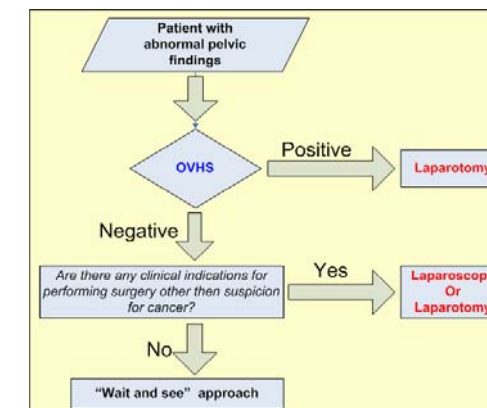 Patient with
abnormal pelvic
findings
OVHS
Positive
Laparotomy
Negative
Are there any clinical indications for
performing surgery other then suspicion
for cancer?
Yes
Laparoscop
Or
Laparotomy
No
“Wait and see” approach